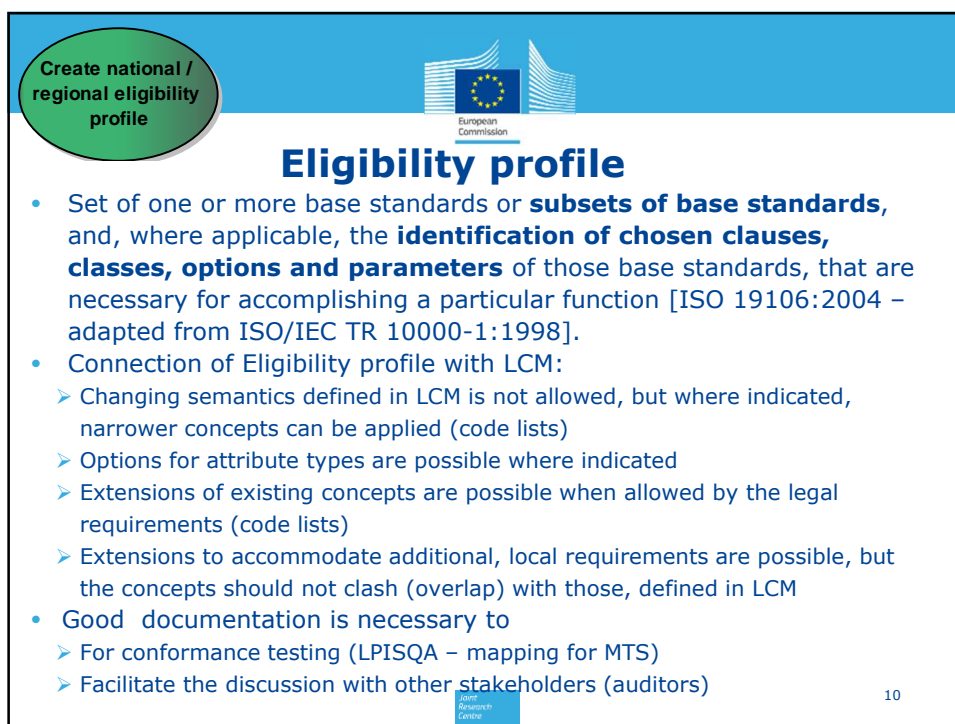 Create national /
regional eligibility
profile
European
Commission
Eligibility profile
• Set of one or more base standards or subsets of base standards,
and, where applicable, the identification of chosen clauses,
classes, options and parameters of those base standards, that are
necessary for accomplishing a particular function [ISO 19106:2004 –
adapted from ISO/IEC TR 10000-1:1998].
• Connection of Eligibility profile with LCM:
➢ Changing semantics defined in LCM is not allowed, but where indicated,
narrower concepts can be applied (code lists)
➢ Options for attribute types are possible where indicated
➢ Extensions of existing concepts are possible when allowed by the legal
requirements (code lists)
➢ Extensions to accommodate additional, local requirements are possible, but
the concepts should not clash (overlap) with those, defined in LCM
• Good documentation is necessary to
➢ For conformance testing (LPISQA – mapping for MTS)
➢ Facilitate the discussion with other stakeholders (auditors)
Joint
Research
Centre
10